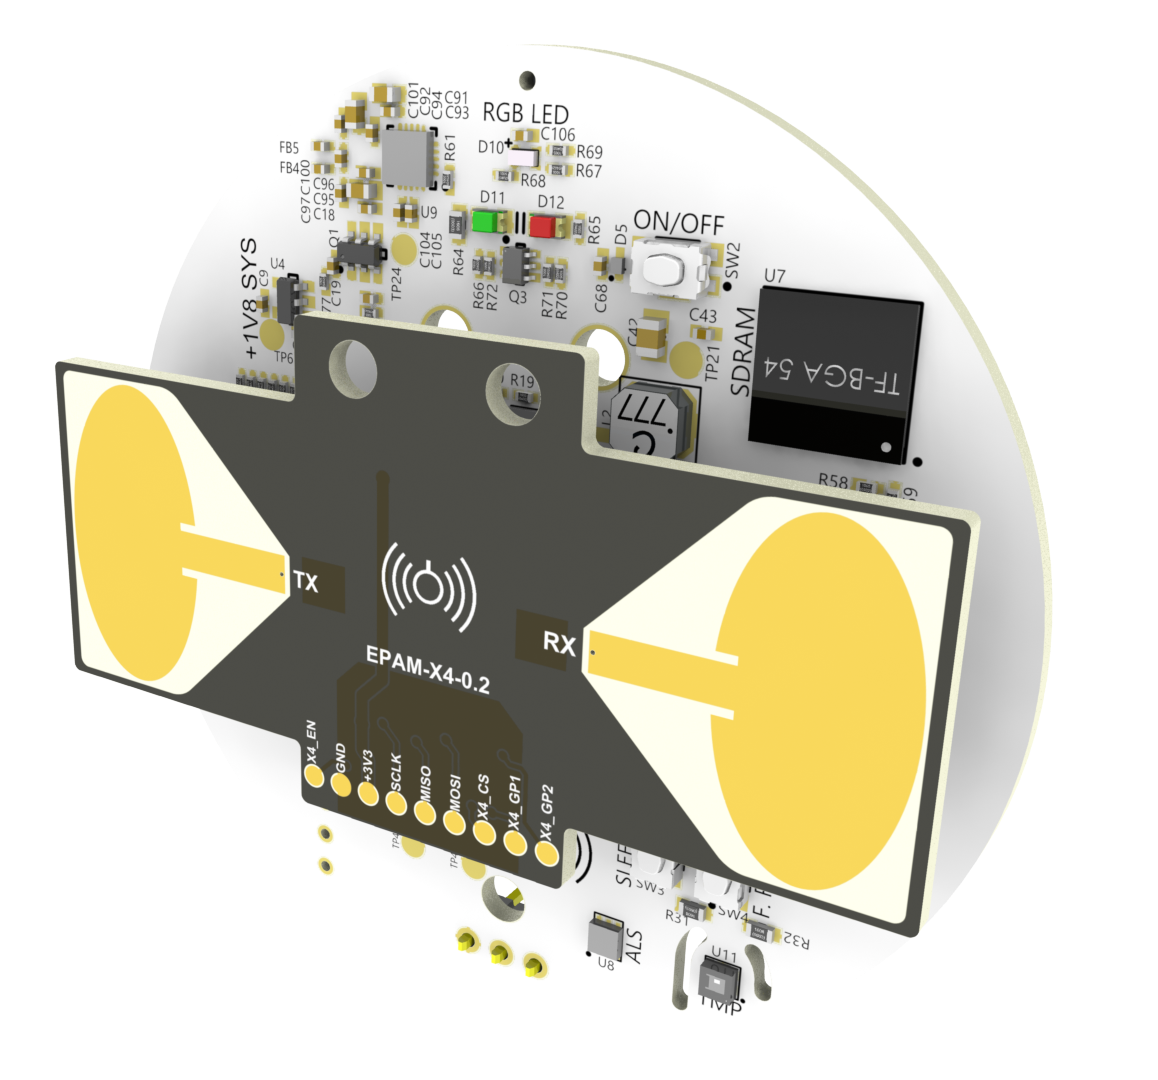 C101
C92
C94
C91
C93
RGB LED
C106
D10
R69
R67
R68
R61
FB5
FB4
C96
C95
C18
C100
C97
U9
D11
D12
R65
R64
C104
C105
Q1
TP24
U4
C9
C19
+1V8 SYS
TP6
R66
R72
Q3
R71
R70
C68
D5
ON/OFF
SW2
U7
C42
C43
TP21
SDRAM
TF-BGA 54
R19
777
R58
TX
RX
EPAM-X4-0.2
X4_EN
GND
+3V3
SCLK
MISO
MOSI
X4_CS
X4_GP1
X4_GP2
SW3
SW4
R31
R32
U8
ALS
U11
TMP